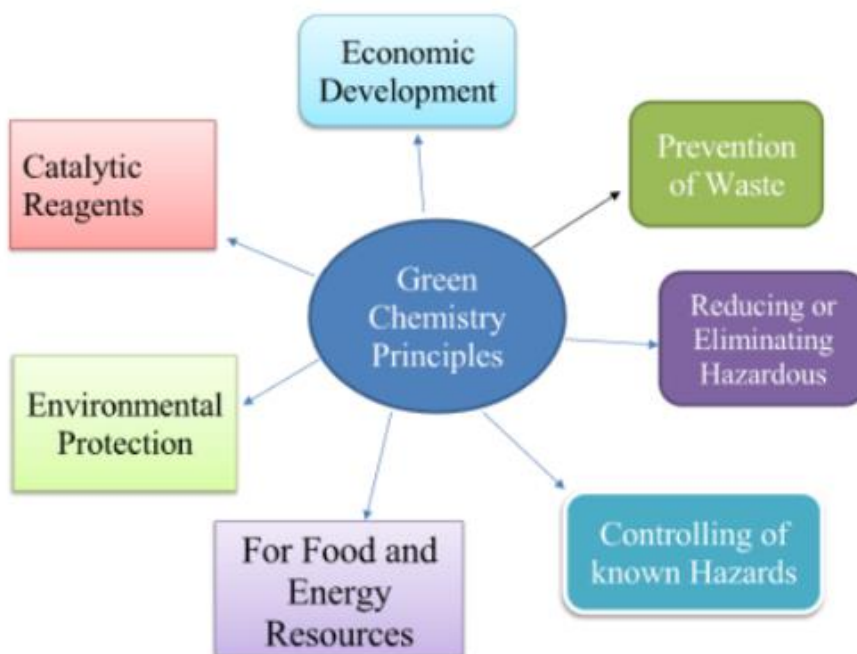 Economic
Development
Prevention
of Waste
Catalytic
Reagents
Green
Chemistry
Principles
Reducing or
Eliminating
Hazardous
Environmental
Protection
Controlling of
known Hazards
For Food and
Energy
Resources